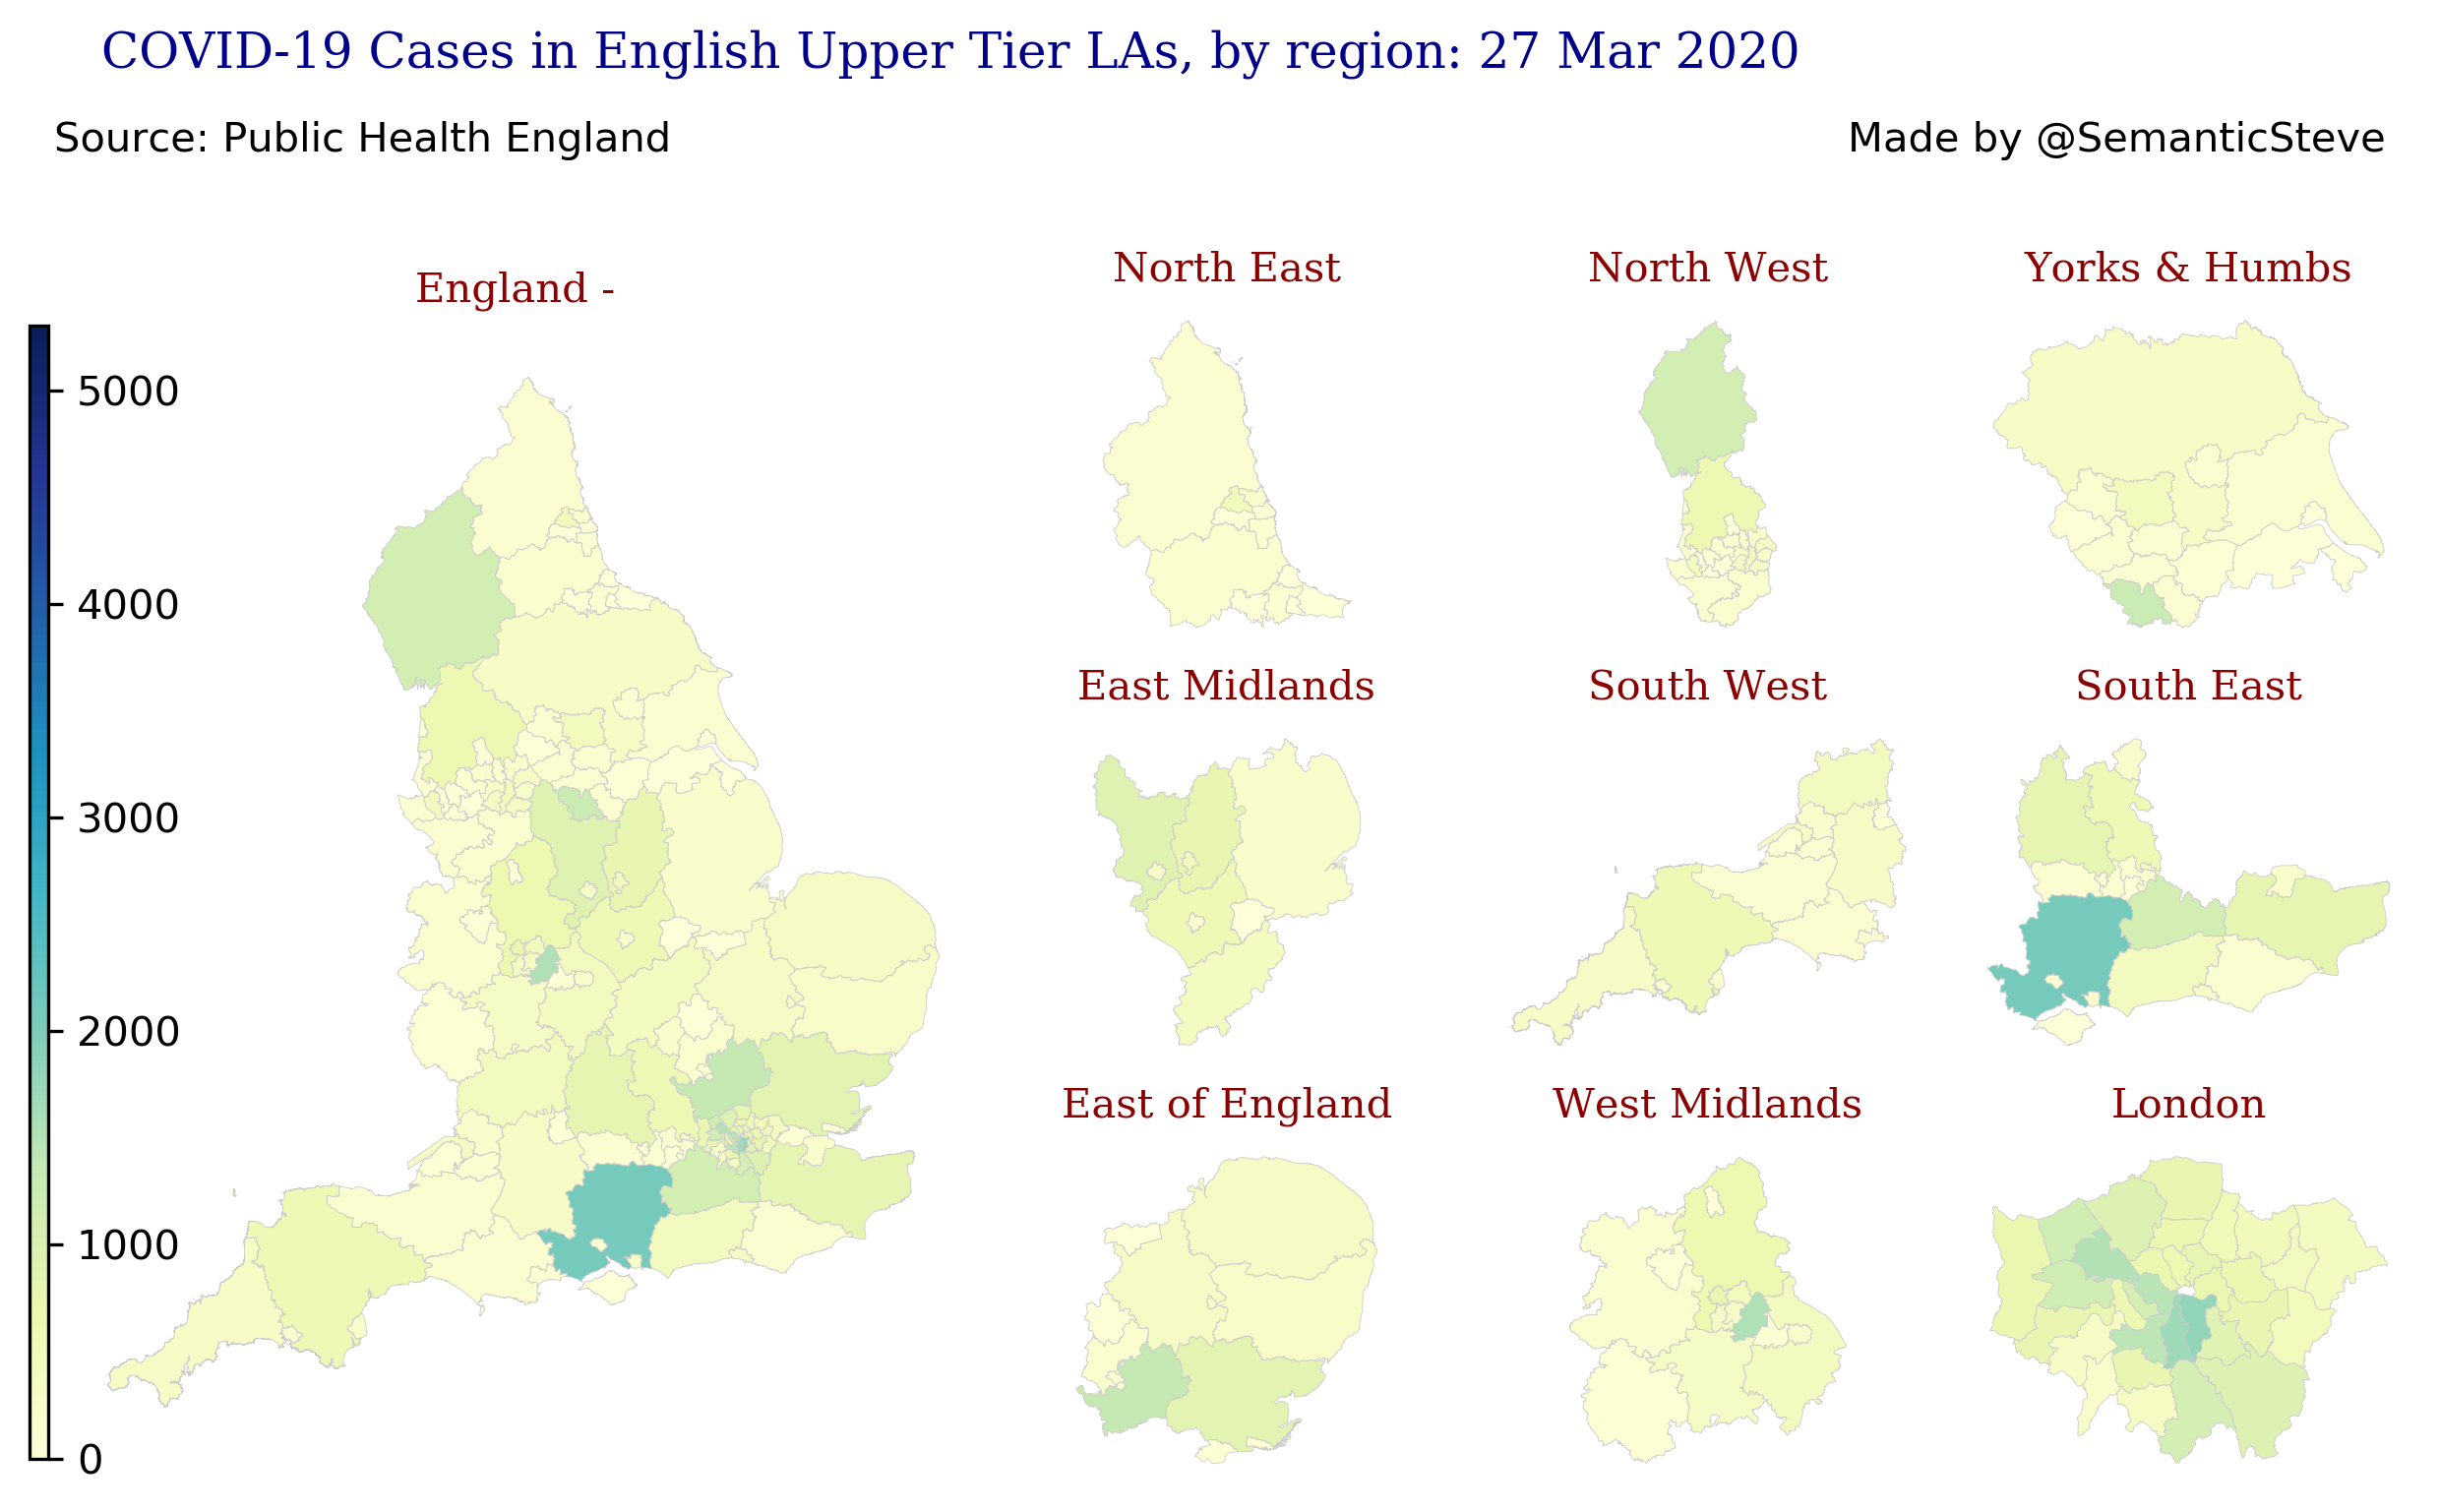 COVID-19 Cases in English Upper Tier LAs, by region: 27 Mar 2020
Source: Public Health England
Made by @SemanticSteve
England -
North East
North West
Yorks & Humbs
5000
4000
3000
2000
1000
0
East Midlands
South West
South East
East of England
West Midlands
London